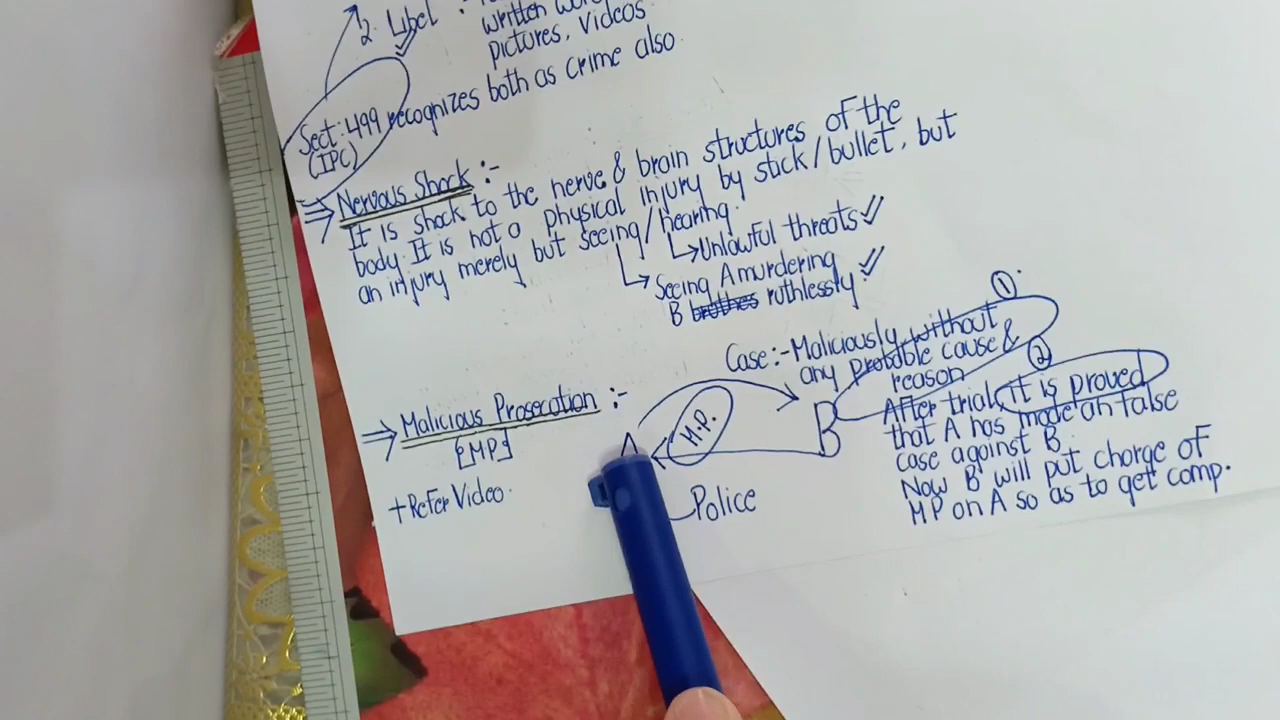 2. Libel :
written
pictures, videos
Sect: 499 recognizes both as crime also.
(IPC)
⇒ Nervous Shock :-
It is shock to the nerve & brain structures of the
body. It is not a physical injury by stick/bullet, but
an injury merely but seeing/hearing.
↳ Unlawful threats
↳ Seeing A murdering
B ruthlessly
⇒ Malicious Prosecution :-
[MP]
+ Refer Video.
A
M.P.
B
Police
Case :- Maliciously without ①
any probable cause &
reason ②
After trial, it is proved
that A has made an false
case against B.
Now B will put charge of
MP on A so as to get comp.